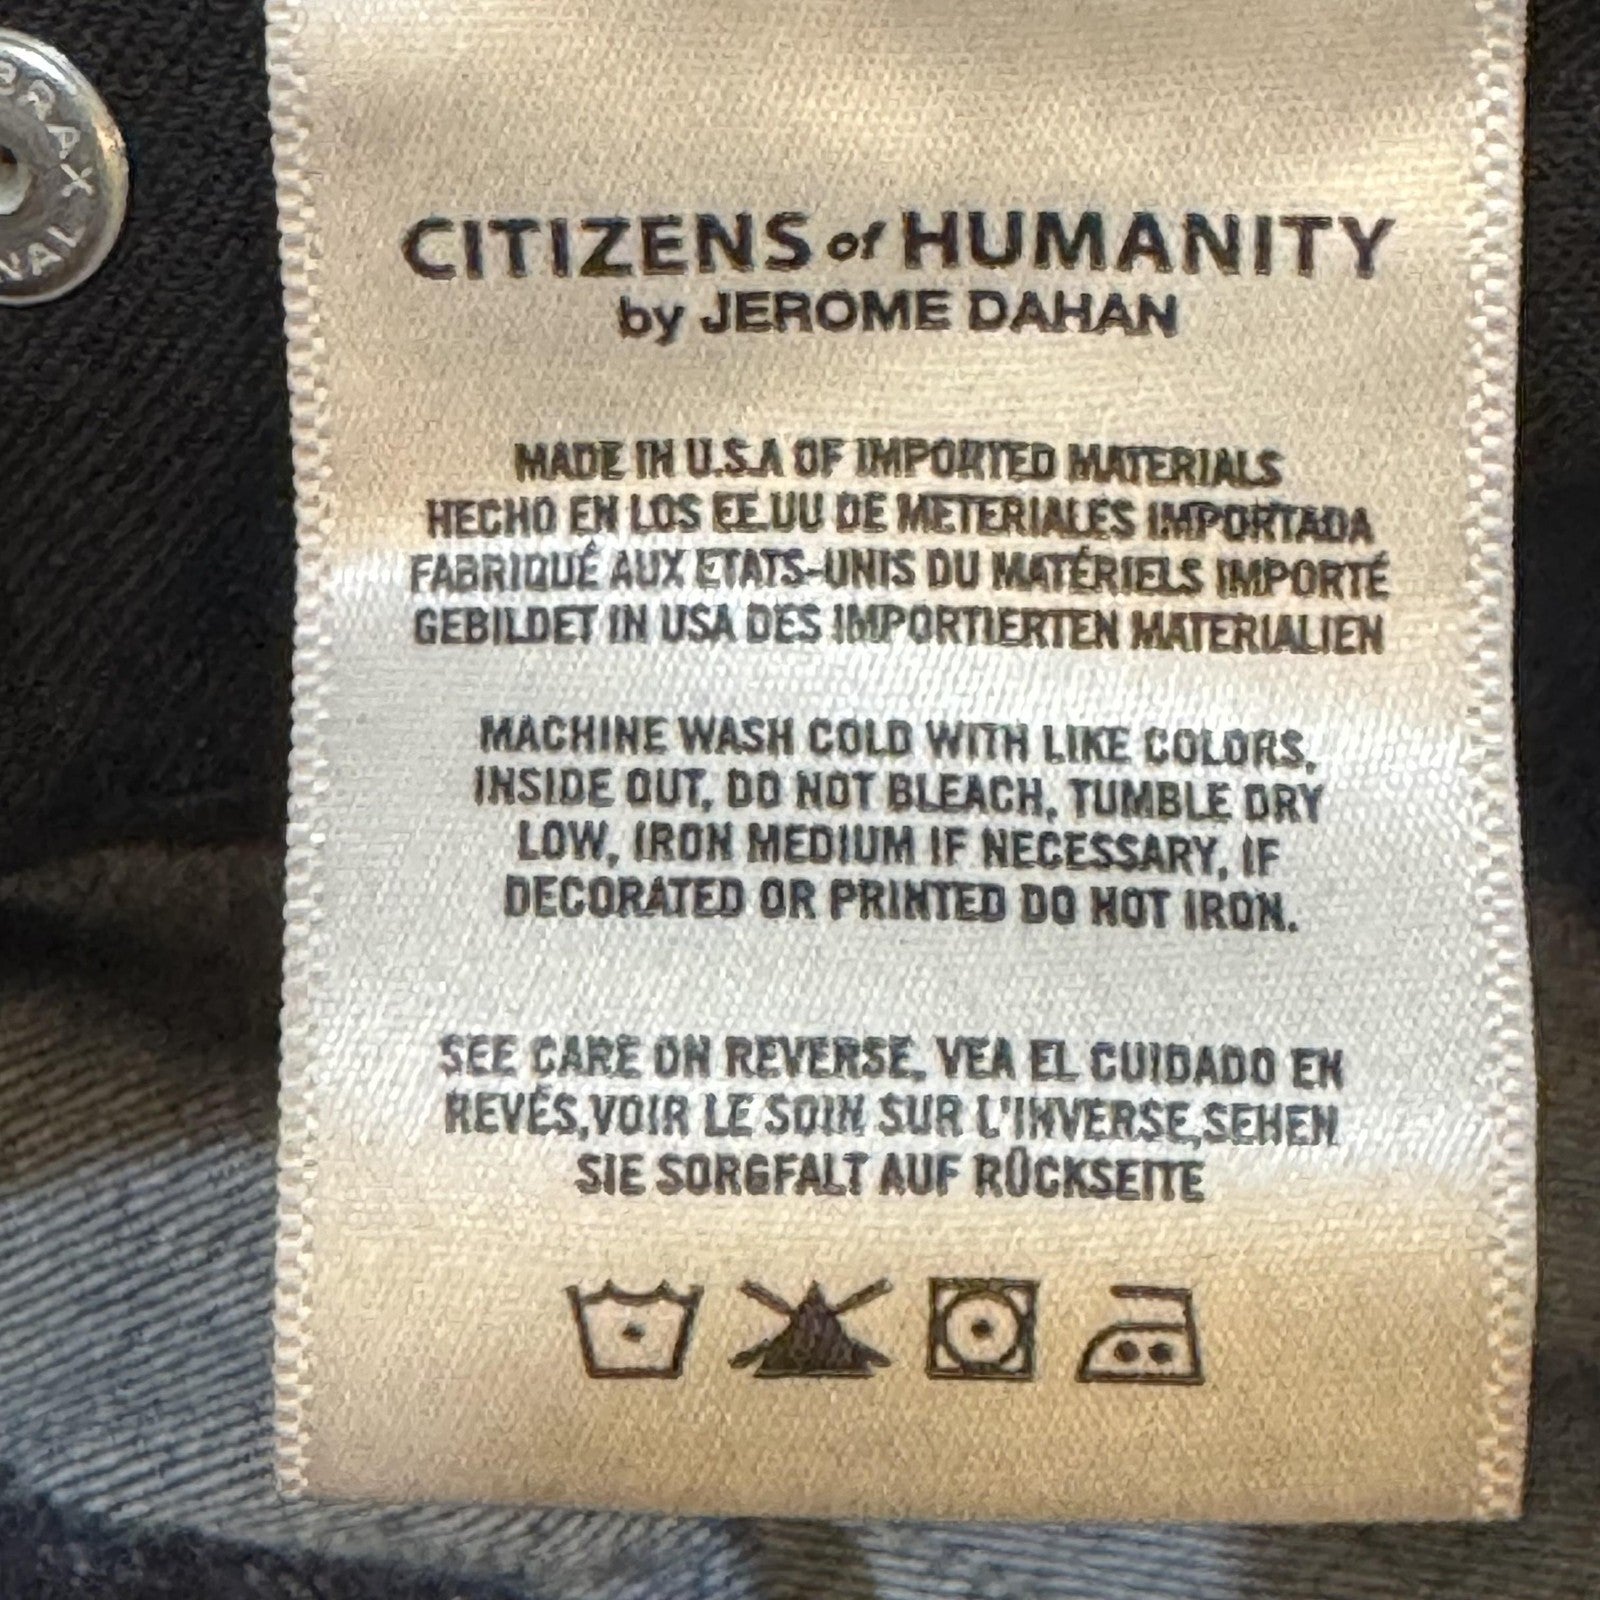 CITIZENS of HUMANITY
by JEROME DAHAN
MADE IN U.S.A OF IMPORTED MATERIALS
HECHO EN LOS EE.UU DE METERIALES IMPORTADA
FABRIQUÉ AUX ETATS-UNIS DU MATÉRIELS IMPORTÉ
GEBILDET IN USA DES IMPORTIERTEN MATERIALIEN
MACHINE WASH COLD WITH LIKE COLORS,
INSIDE OUT, DO NOT BLEACH, TUMBLE DRY
LOW, IRON MEDIUM IF NECESSARY, IF
DECORATED OR PRINTED DO NOT IRON.
SEE CARE ON REVERSE, VEA EL CUIDADO EN
REVÉS,VOIR LE SOIN SUR L'INVERSE,SEHEN
SIE SORGFALT AUF RÜCKSEITE